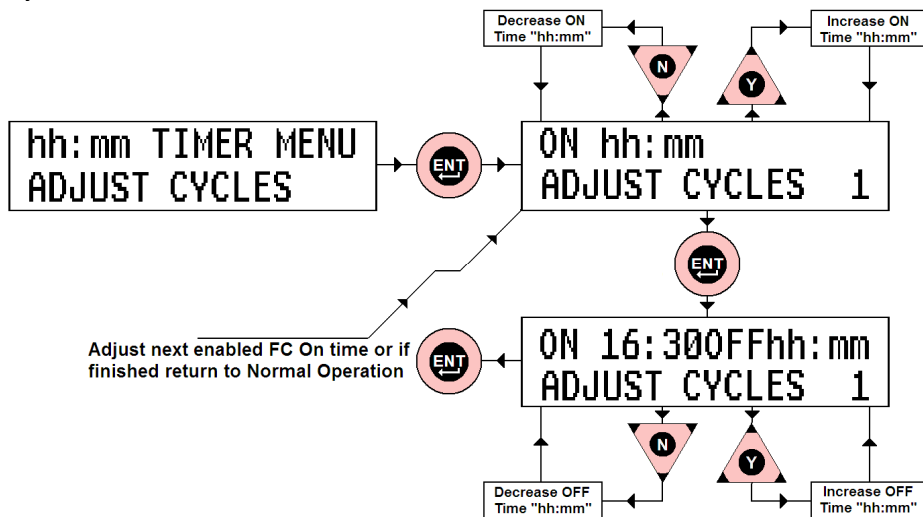 Decrease ON
Time "hh:mm"
Increase ON
Time "hh:mm"
N
Y
hh:mm TIMER MENU
ADJUST CYCLES
ENT
ON hh:mm
ADJUST CYCLES 1
ENT
Adjust next enabled FC On time or if
finished return to Normal Operation
ENT
ON 16:30OFFhh:mm
ADJUST CYCLES 1
N
Y
Decrease OFF
Time "hh:mm"
Increase OFF
Time "hh:mm"